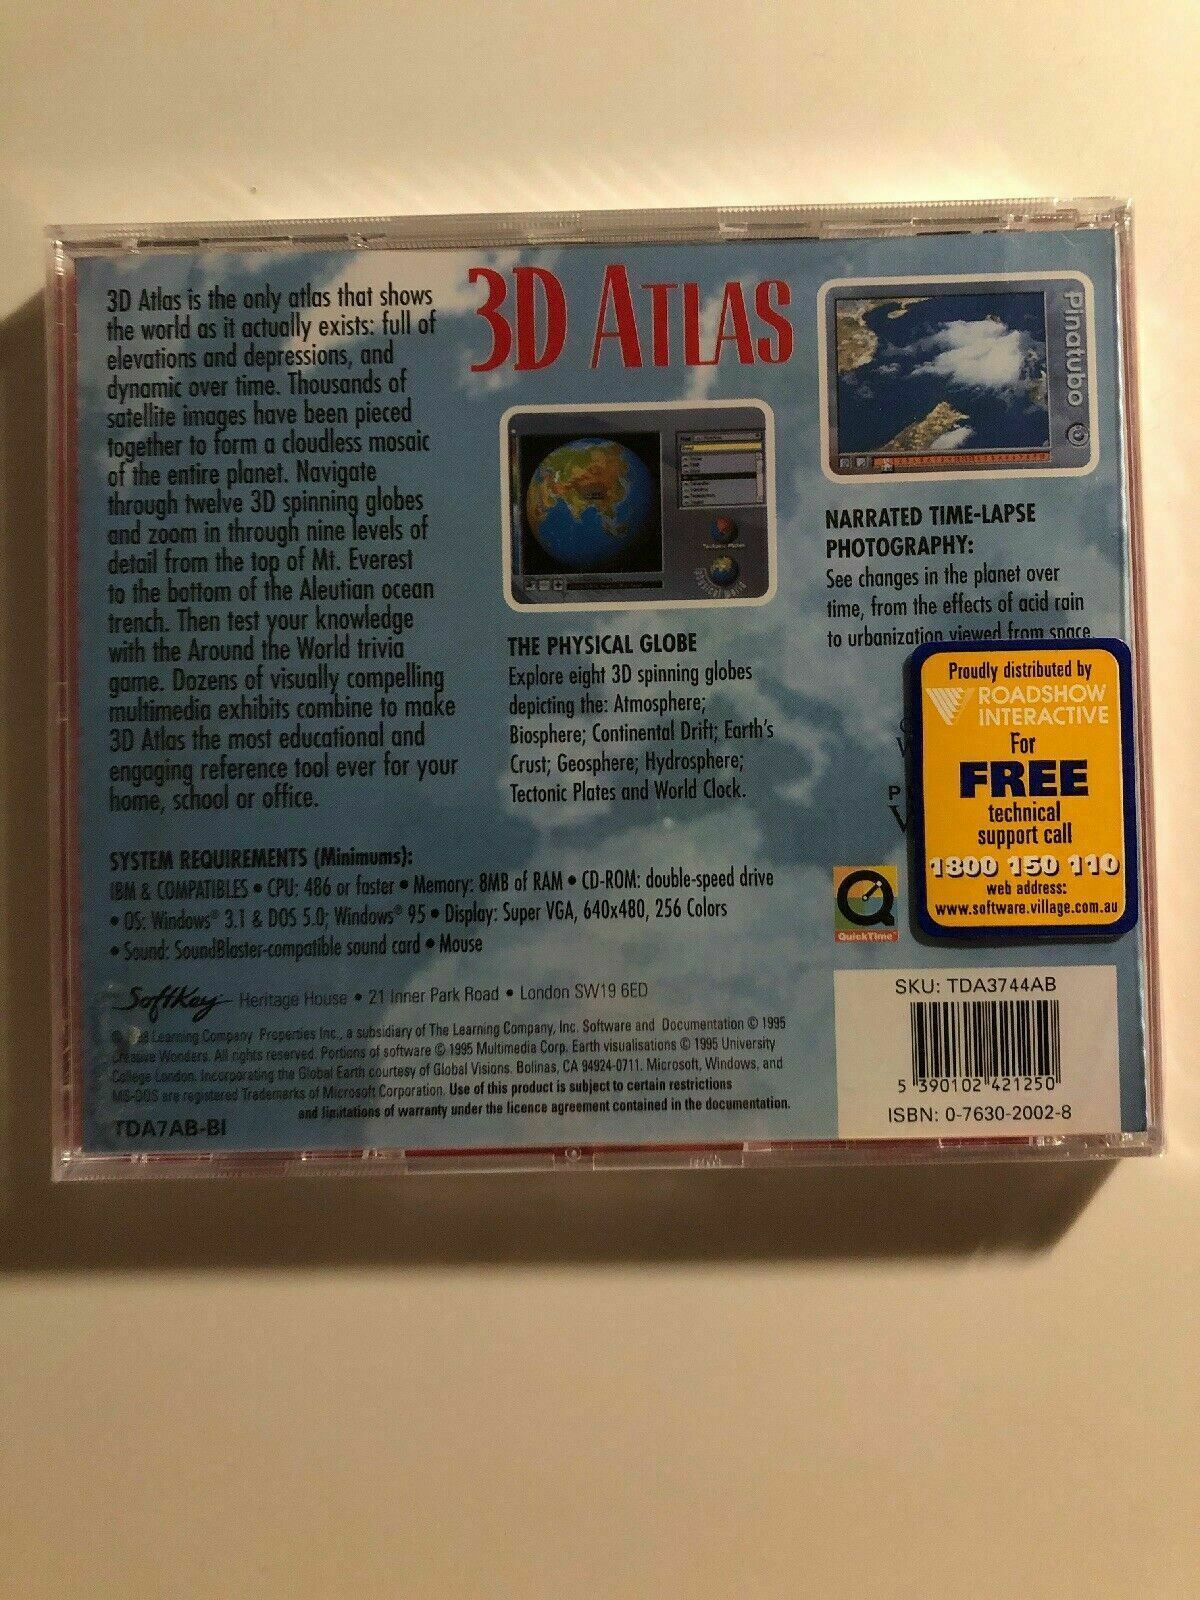 3D Atlas is the only atlas that shows
the world as it actually exists: full of
elevations and depressions, and
dynamic over time. Thousands of
satellite images have been pieced
together to form a cloudless mosaic
of the entire planet. Navigate
through twelve 3D spinning globes
and zoom in through nine levels of
detail from the top of Mt. Everest
to the bottom of the Aleutian ocean
trench. Then test your knowledge
with the Around the World trivia
game. Dozens of visually compelling
multimedia exhibits combine to make
3D Atlas the most educational and
engaging reference tool ever for your
home, school or office.
3D ATLAS
THE PHYSICAL GLOBE
Explore eight 3D spinning globes
depicting the: Atmosphere;
Biosphere; Continental Drift; Earth's
Crust; Geosphere; Hydrosphere;
Tectonic Plates and World Clock.
Pinatubo
NARRATED TIME-LAPSE
PHOTOGRAPHY:
See changes in the planet over
time, from the effects of acid rain
to urbanization viewed from space.
Proudly distributed by
ROADSHOW
INTERACTIVE
For
FREE
technical
support call
1800 150 110
web address:
www.software.village.com.au
SYSTEM REQUIREMENTS (Minimums):
IBM & COMPATIBLES • CPU: 486 or faster • Memory: 8MB of RAM • CD-ROM: double-speed drive
• OS: Windows® 3.1 & DOS 5.0; Windows® 95 • Display: Super VGA, 640x480, 256 Colors
• Sound: SoundBlaster-compatible sound card • Mouse
QuickTime™
SoftKey Heritage House • 21 Inner Park Road • London SW19 6ED
Learning Company Properties Inc., a subsidiary of The Learning Company, Inc. Software and Documentation © 1995
Creative Wonders. All rights reserved. Portions of software © 1995 Multimedia Corp. Earth visualisations © 1995 University
College London. Incorporating the Global Earth courtesy of Global Visions. Bolinas, CA 94924-0711. Microsoft, Windows, and
MS-DOS are registered Trademarks of Microsoft Corporation. Use of this product is subject to certain restrictions
and limitations of warranty under the licence agreement contained in the documentation.
TDA7AB-BI
SKU: TDA3744AB
5 390102 421250
ISBN: 0-7630-2002-8